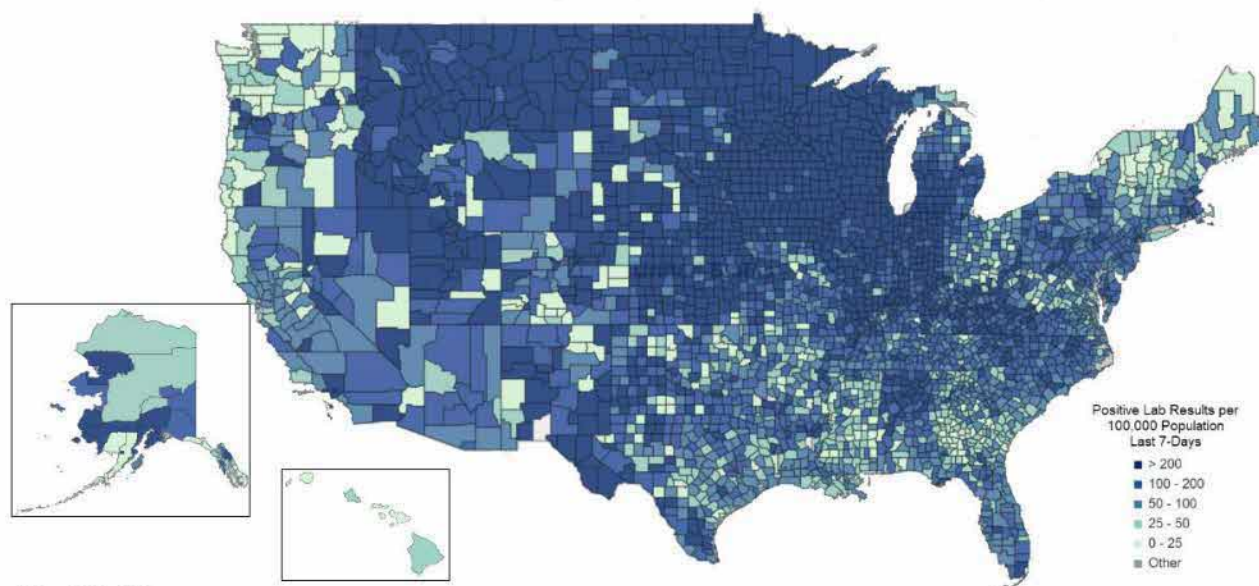 Positive Lab Results per
100,000 Population
Last 7-Days
> 200
100 - 200
50 - 100
25 - 50
0 - 25
Other